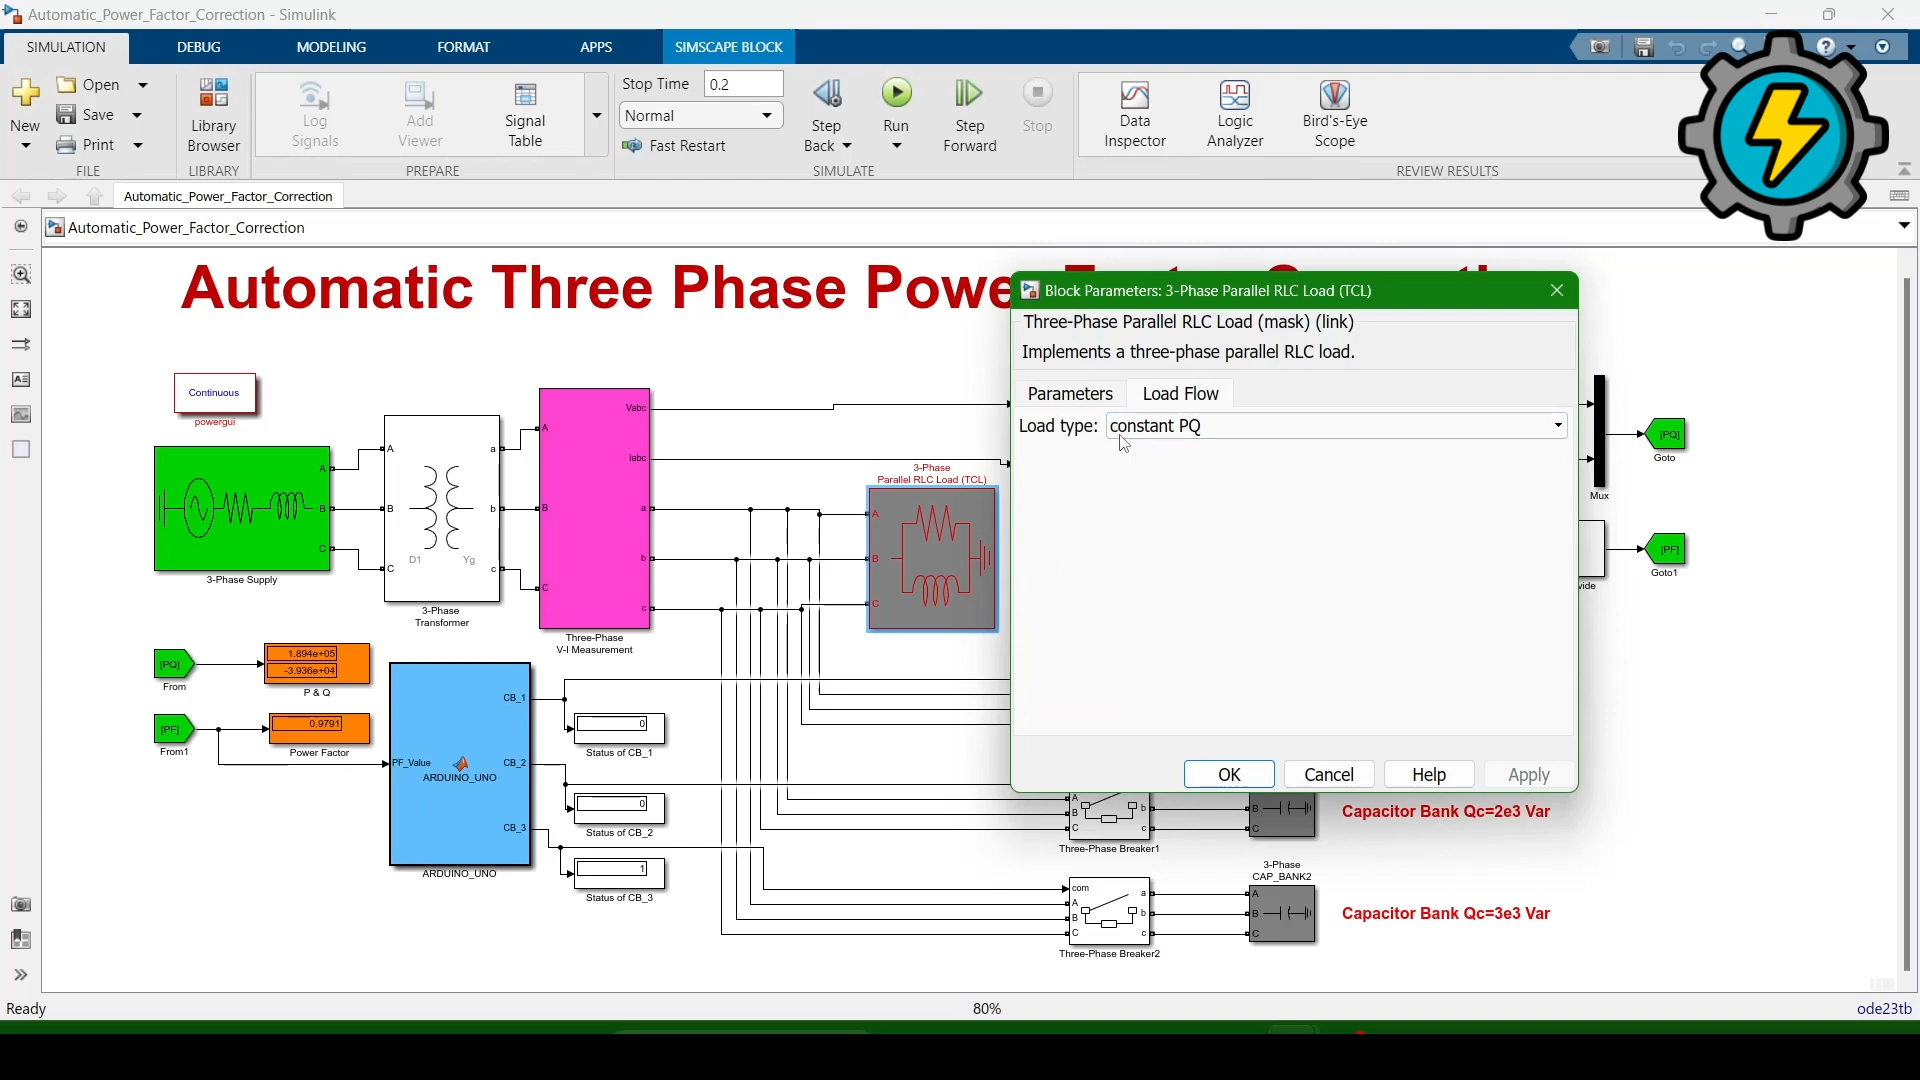 Automatic_Power_Factor_Correction - Simulink
SIMULATION
DEBUG
MODELING
FORMAT
APPS
SIMSCAPE BLOCK
New
Open
Save
Print
FILE
Library
Browser
LIBRARY
Log
Signals
Add
Viewer
Signal
Table
PREPARE
Stop Time
0.2
Normal
Fast Restart
Step
Back
Run
Step
Forward
Stop
SIMULATE
Data
Inspector
Logic
Analyzer
Bird's-Eye
Scope
REVIEW RESULTS
Automatic_Power_Factor_Correction
Automatic_Power_Factor_Correction
Automatic Three Phase Powe
Block Parameters: 3-Phase Parallel RLC Load (TCL)
Three-Phase Parallel RLC Load (mask) (link)
Implements a three-phase parallel RLC load.
Parameters
Load Flow
Load type:
constant PQ
OK
Cancel
Help
Apply
Continuous
powergui
A
B
C
3-Phase Supply
A
B
C
a
b
c
D1
Yg
3-Phase
Transformer
A
B
C
Vabc
Iabc
a
b
c
Three-Phase
V-I Measurement
3-Phase
Parallel RLC Load (TCL)
A
B
C
Mux
[PQ]
Goto
[PF]
Goto1
vide
[PQ]
From
1.894e+05
-3.936e+04
P & Q
[PF]
From1
0.9791
Power Factor
PF_Value
ARDUINO_UNO
CB_1
CB_2
CB_3
ARDUINO_UNO
0
Status of CB_1
0
Status of CB_2
1
Status of CB_3
A
B
C
b
c
Three-Phase Breaker1
B
C
Capacitor Bank Qc=2e3 Var
com
A
B
C
a
b
c
Three-Phase Breaker2
3-Phase
CAP_BANK2
A
B
C
Capacitor Bank Qc=3e3 Var
Ready
80%
ode23tb